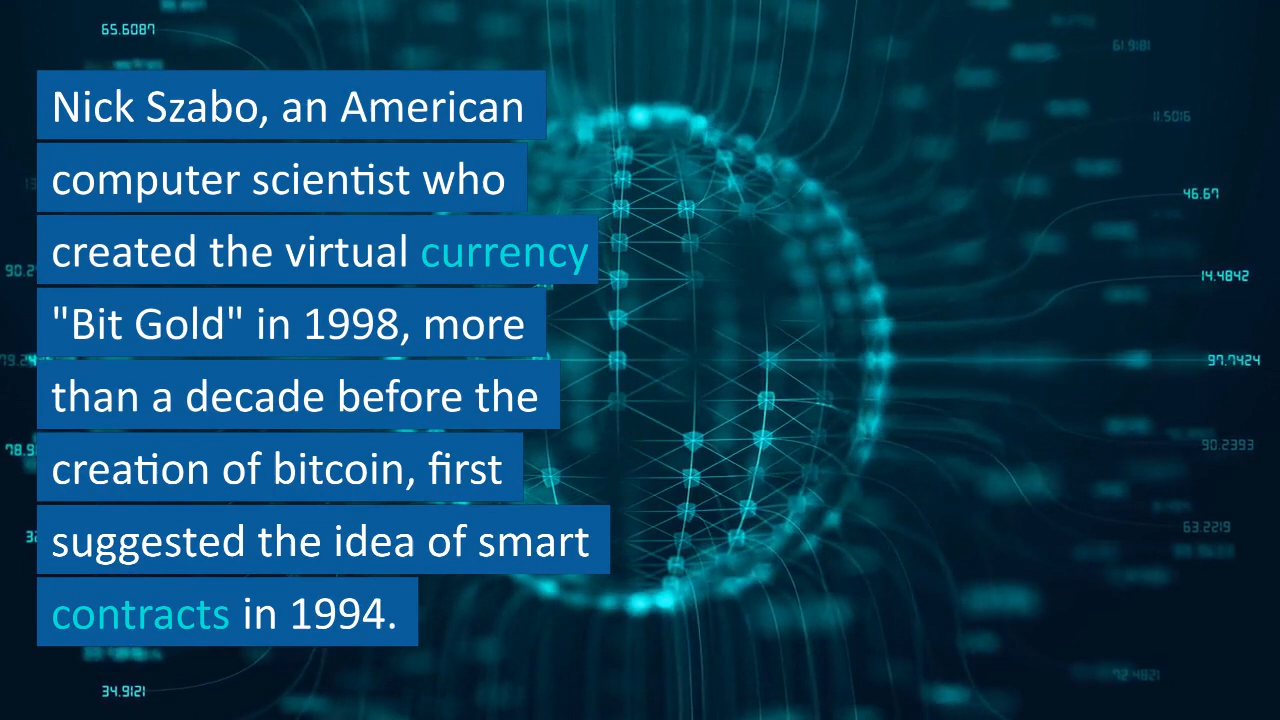 65.6087
61.9181
Nick Szabo, an American
11.5016
computer scientist who
46.67
created the virtual currency
14.4842
"Bit Gold" in 1998, more
97.7424
than a decade before the
90.2393
creation of bitcoin, first
63.2219
suggested the idea of smart
contracts in 1994.
72.4821
34.9121